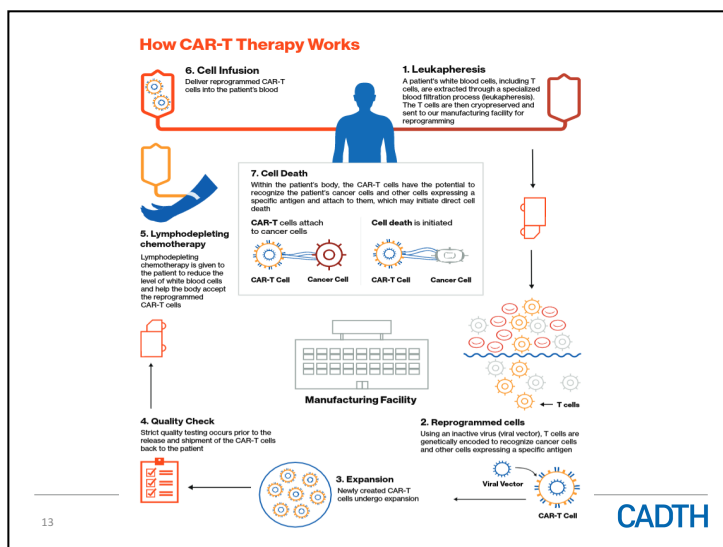 How CAR-T Therapy Works
1. Leukapheresis
A patient's white blood cells, including T
cells, are extracted through a specialized
blood filtration process (leukapheresis).
The T cells are then cryopreserved and
sent to our manufacturing facility for
reprogramming
6. Cell Infusion
Deliver reprogrammed CAR-T
cells into the patient's blood
7. Cell Death
Within the patient's body, the CAR-T cells have the potential to
recognize the patient's cancer cells and other cells expressing a
specific antigen and attach to them, which may initiate direct cell
death
CAR-T cells attach
to cancer cells
CAR-T Cell
Cancer Cell
Cell death is initiated
CAR-T Cell
Cancer Cell
5. Lymphodepleting
chemotherapy
Lymphodepleting
chemotherapy is given to
the patient to reduce the
level of white blood cells
and help the body accept
the reprogrammed
CAR-T cells
T cells
Manufacturing Facility
4. Quality Check
Strict quality testing occurs prior to the
release and shipment of the CAR-T cells
back to the patient
2. Reprogrammed cells
Using an inactive virus (viral vector), T cells are
genetically encoded to recognize cancer cells
and other cells expressing a specific antigen
Viral Vector
CAR-T Cell
3. Expansion
Newly created CAR-T
cells undergo expansion
13
CADTH